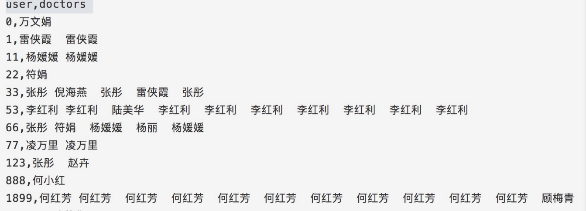 user,doctors
0,万文娟
1,雷侠霞  雷侠霞
11,杨媛媛 杨媛媛
22,符娟
33,张彤 倪海燕  张彤  雷侠霞  张彤
53,李红利 李红利  陆美华  李红利  李红利  李红利  李红利  李红利  李红利  李红利
66,张彤 符娟  杨媛媛  杨丽  杨媛媛
77,凌万里 凌万里
123,张彤  赵卉
888,何小红
1899,何红芳 何红芳  何红芳  何红芳  何红芳  何红芳  何红芳  何红芳  何红芳  何红芳  何红芳  顾梅青